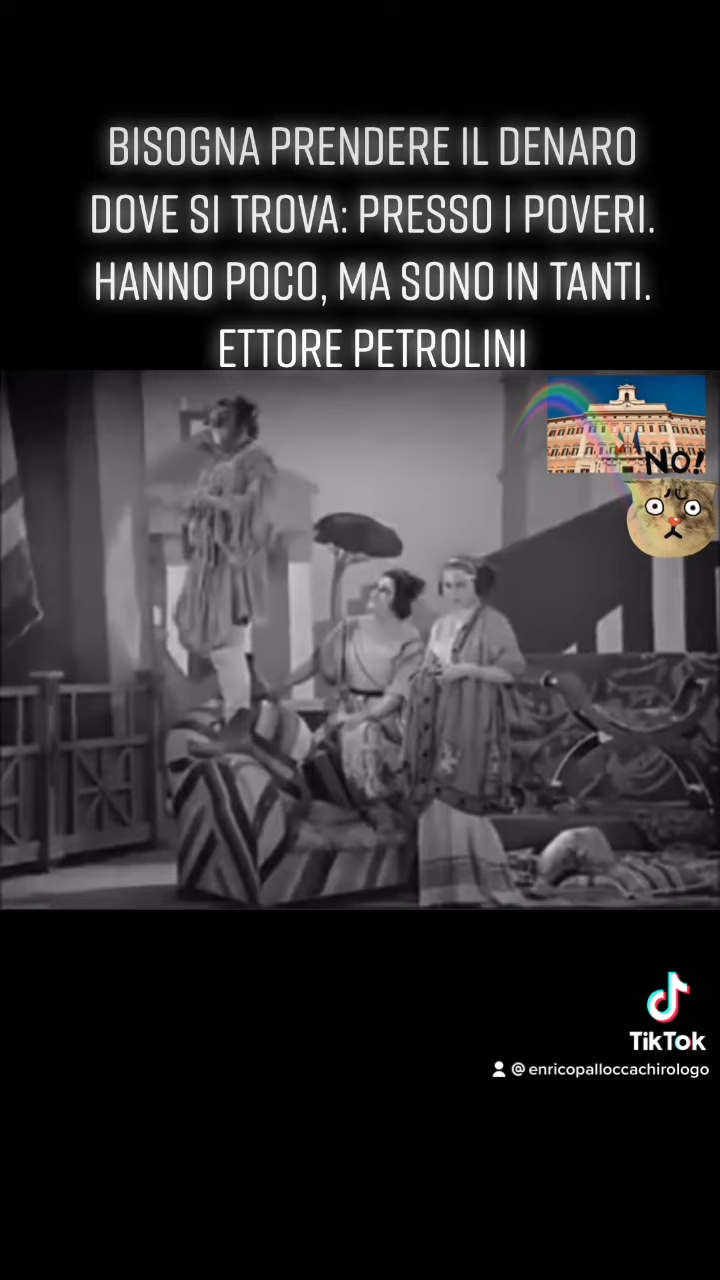 BISOGNA PRENDERE IL DENARO
DOVE SI TROVA: PRESSO I POVERI.
HANNO POCO, MA SONO IN TANTI.
ETTORE PETROLINI
NO!
TikTok
@enricopalloccachirologo